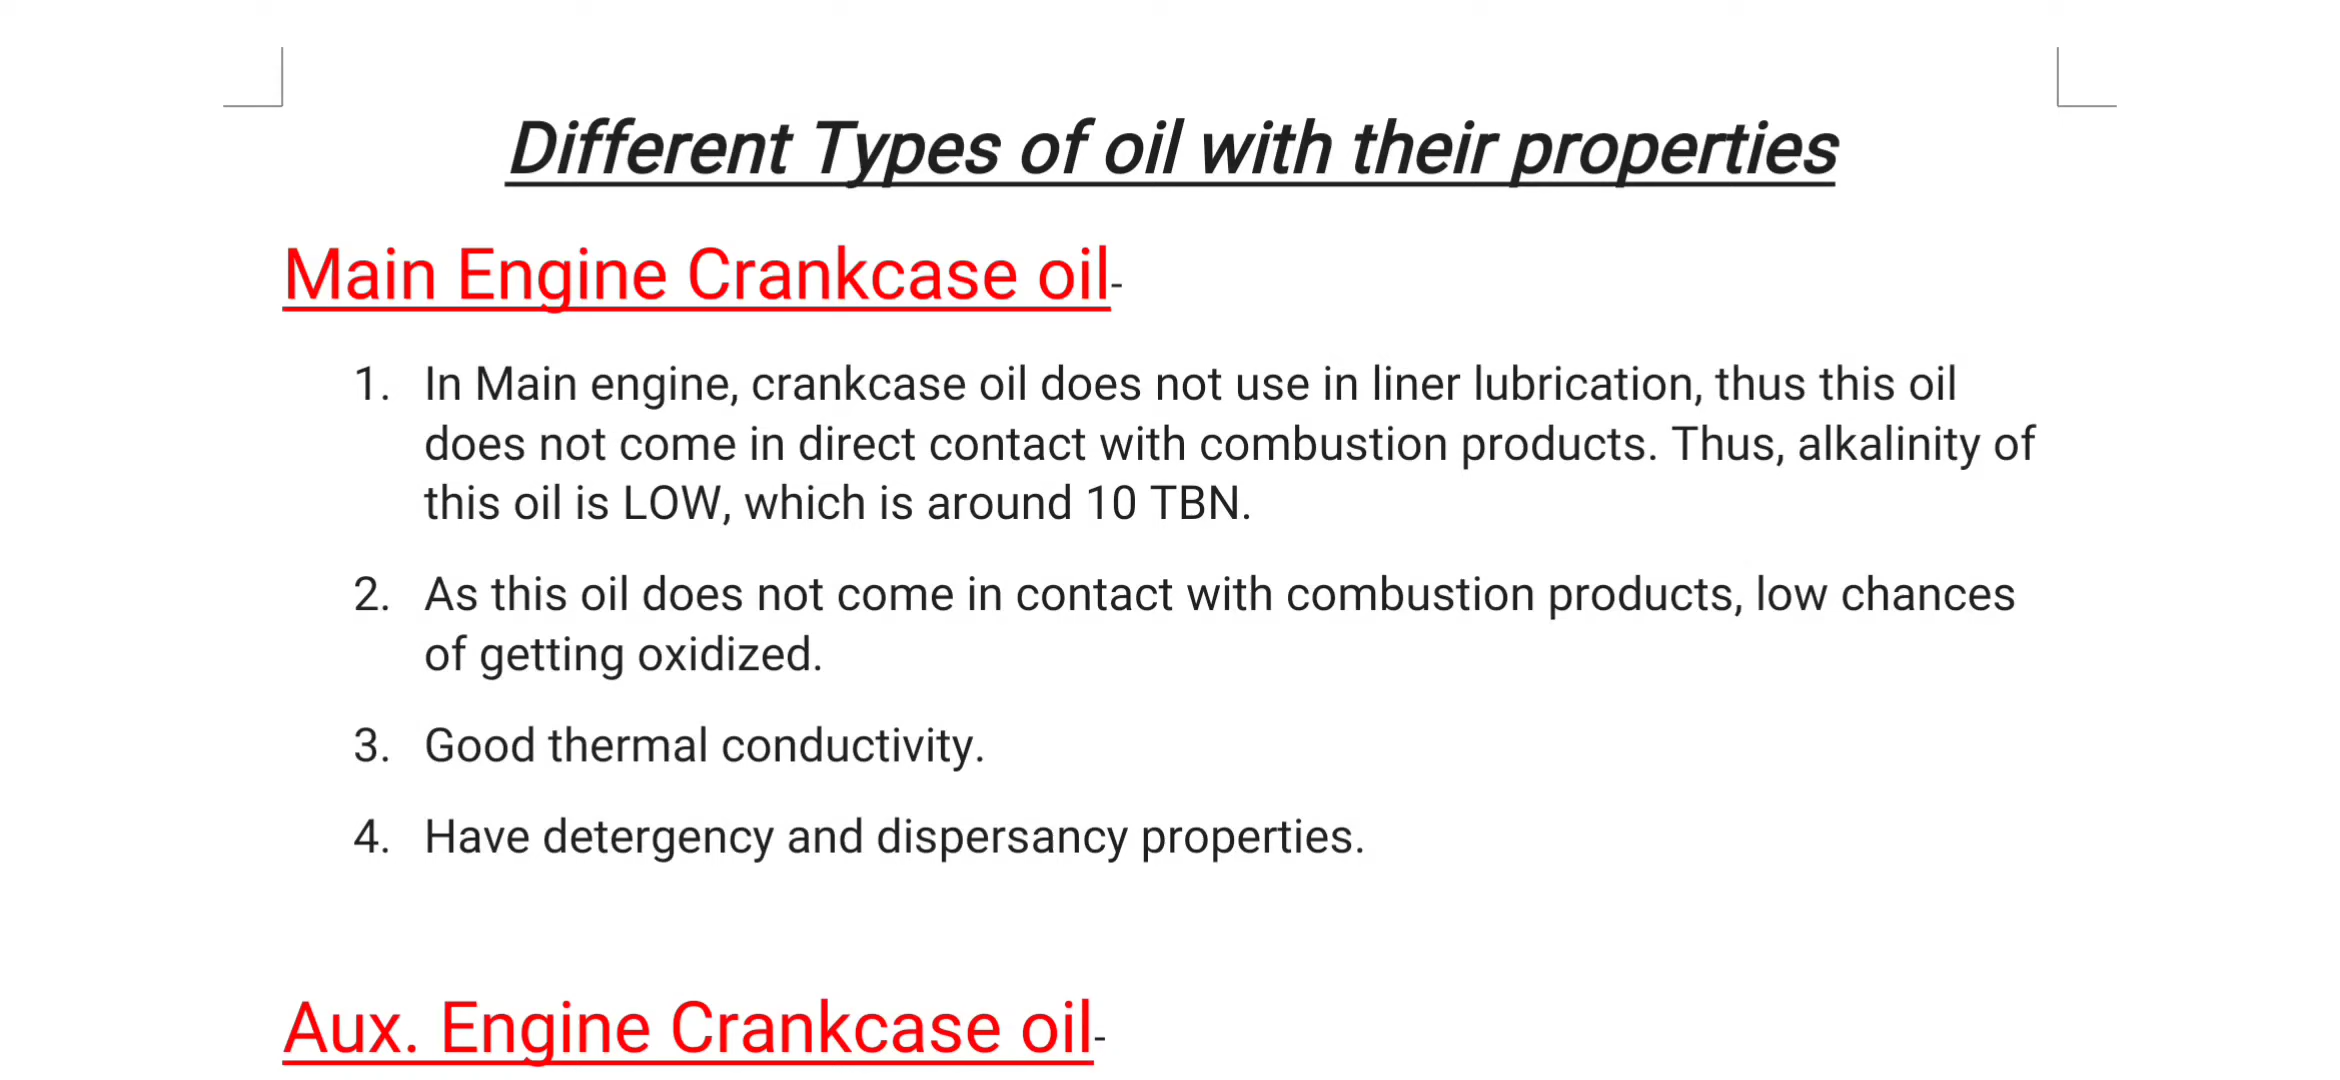 Different Types of oil with their properties
Main Engine Crankcase oil-
1. In Main engine, crankcase oil does not use in liner lubrication, thus this oil
does not come in direct contact with combustion products. Thus, alkalinity of
this oil is LOW, which is around 10 TBN.
2. As this oil does not come in contact with combustion products, low chances
of getting oxidized.
3. Good thermal conductivity.
4. Have detergency and dispersancy properties.
Aux. Engine Crankcase oil-